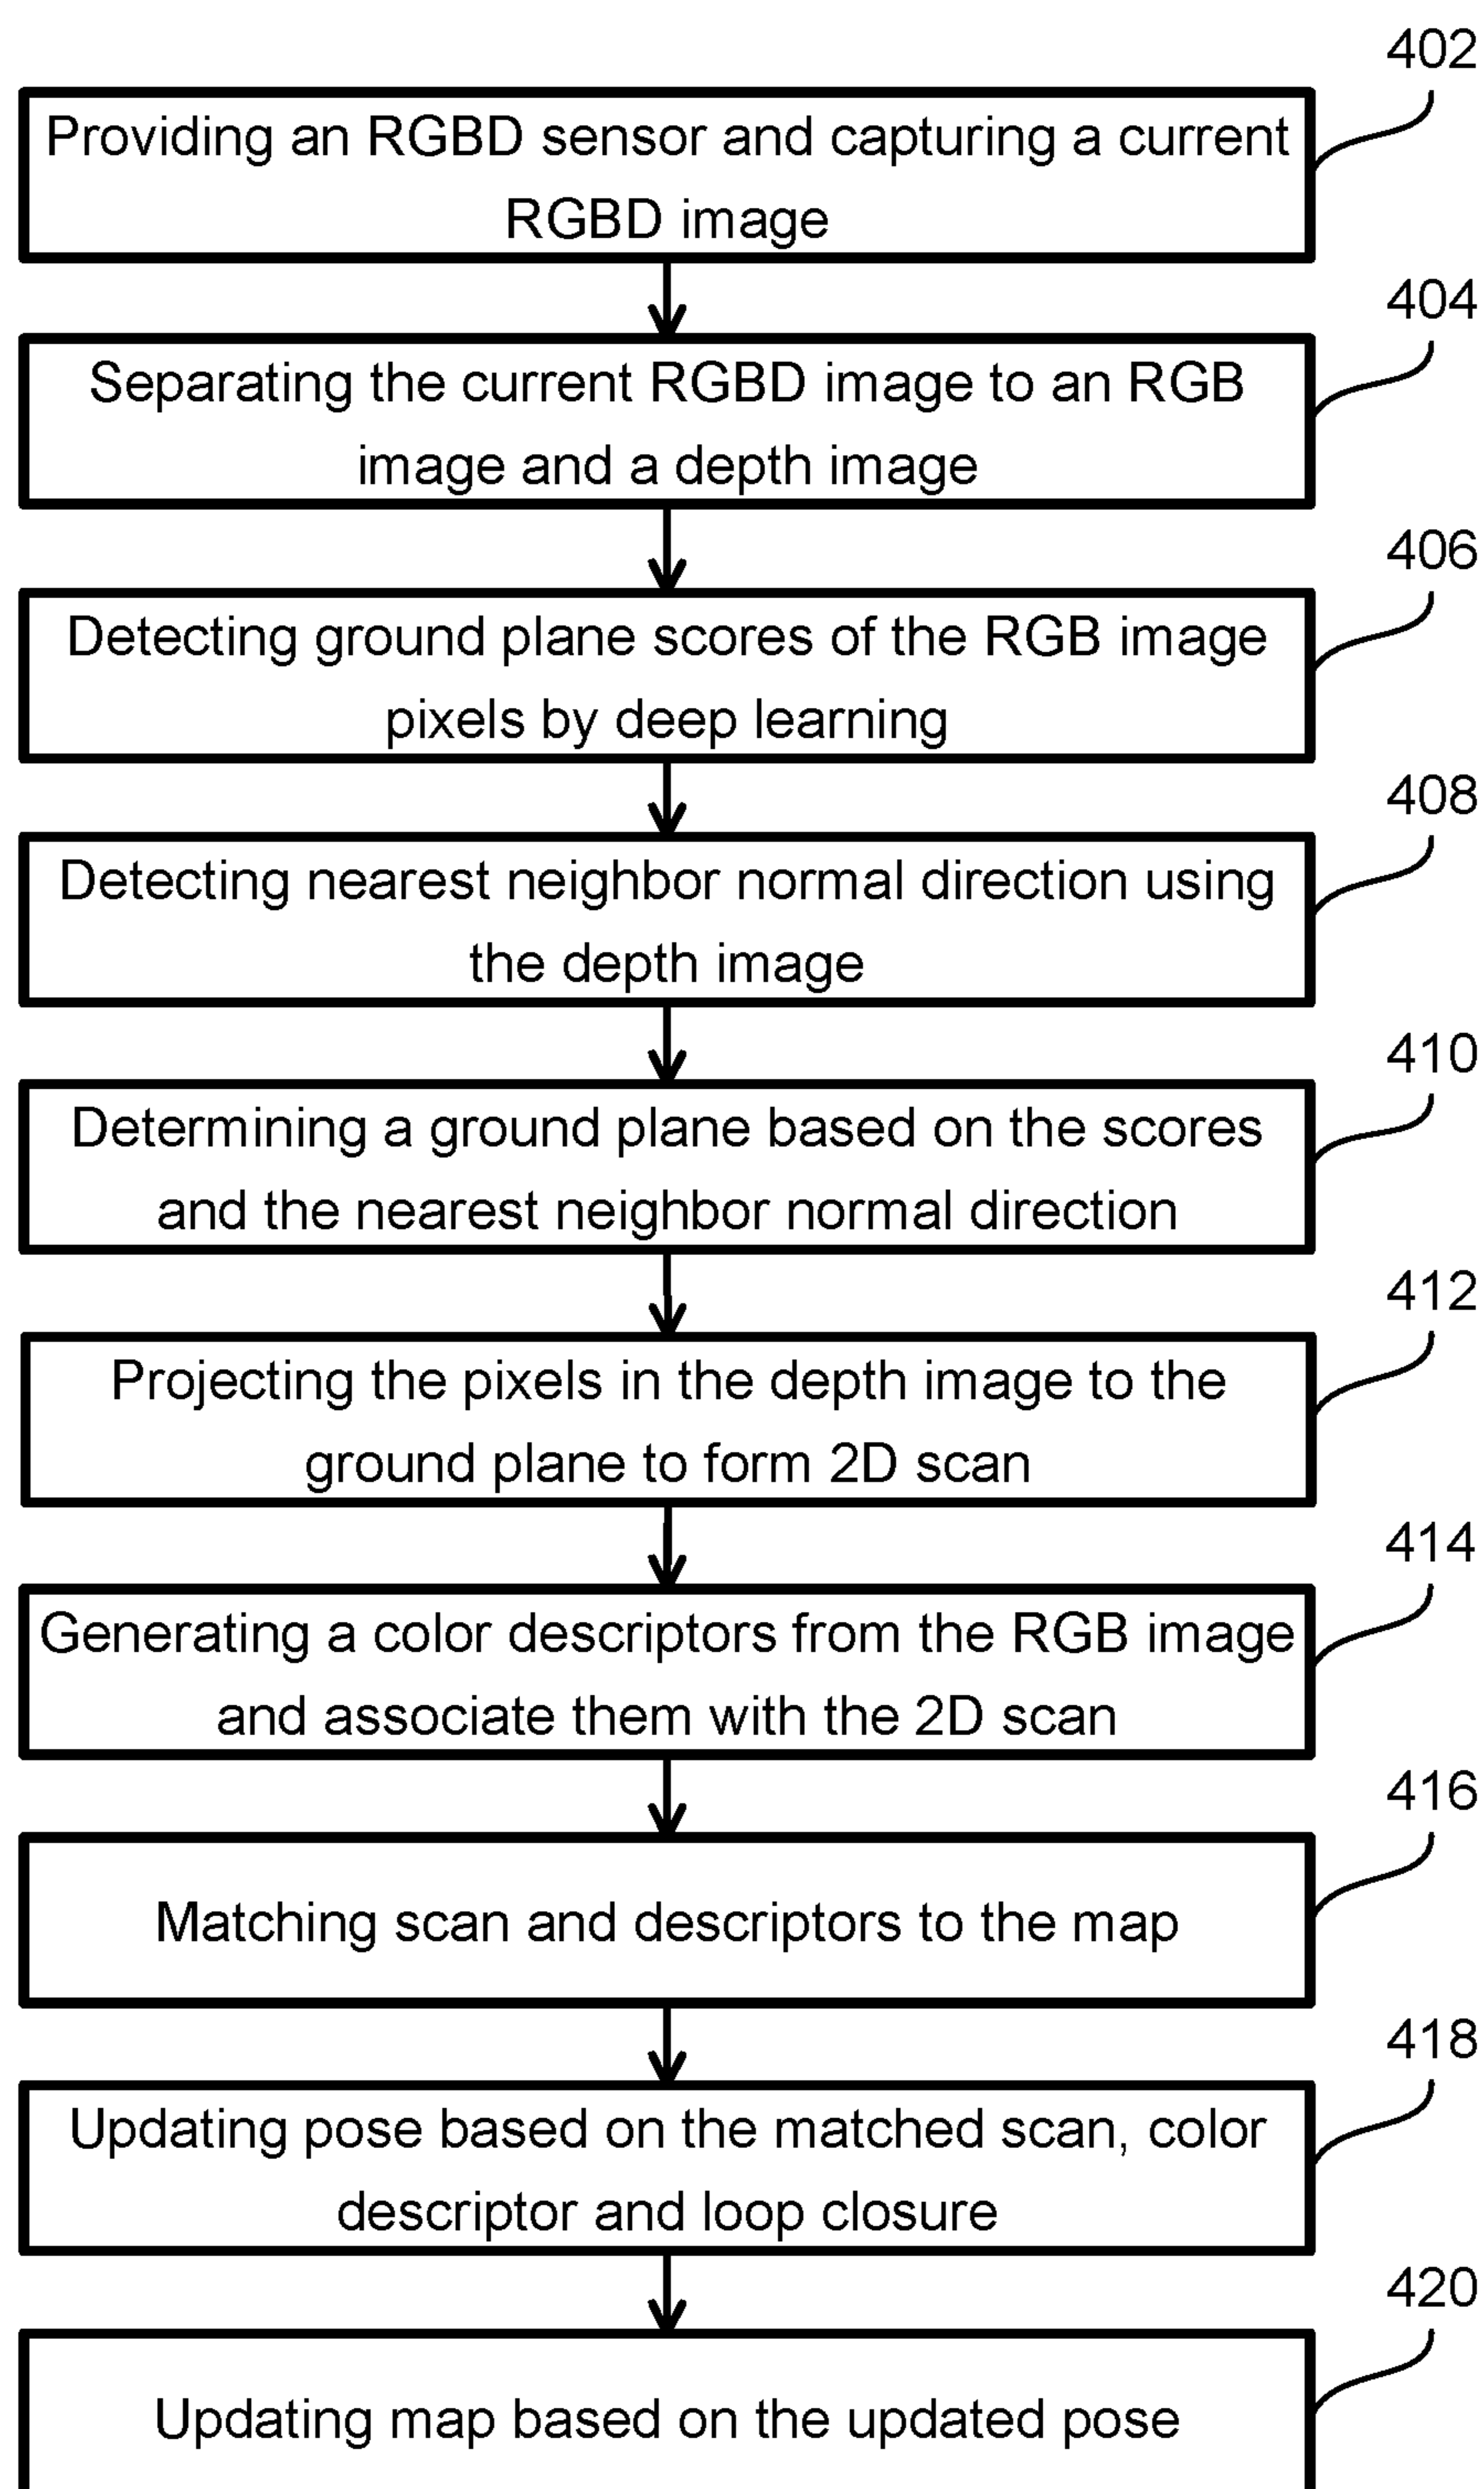 402
Providing an RGBD sensor and capturing a current
RGBD image
404
Separating the current RGBD image to an RGB
image and a depth image
406
Detecting ground plane scores of the RGB image
pixels by deep learning
408
Detecting nearest neighbor normal direction using
the depth image
410
Determining a ground plane based on the scores
and the nearest neighbor normal direction
412
Projecting the pixels in the depth image to the
ground plane to form 2D scan
414
Generating a color descriptors from the RGB image
and associate them with the 2D scan
416
Matching scan and descriptors to the map
418
Updating pose based on the matched scan, color
descriptor and loop closure
420
Updating map based on the updated pose